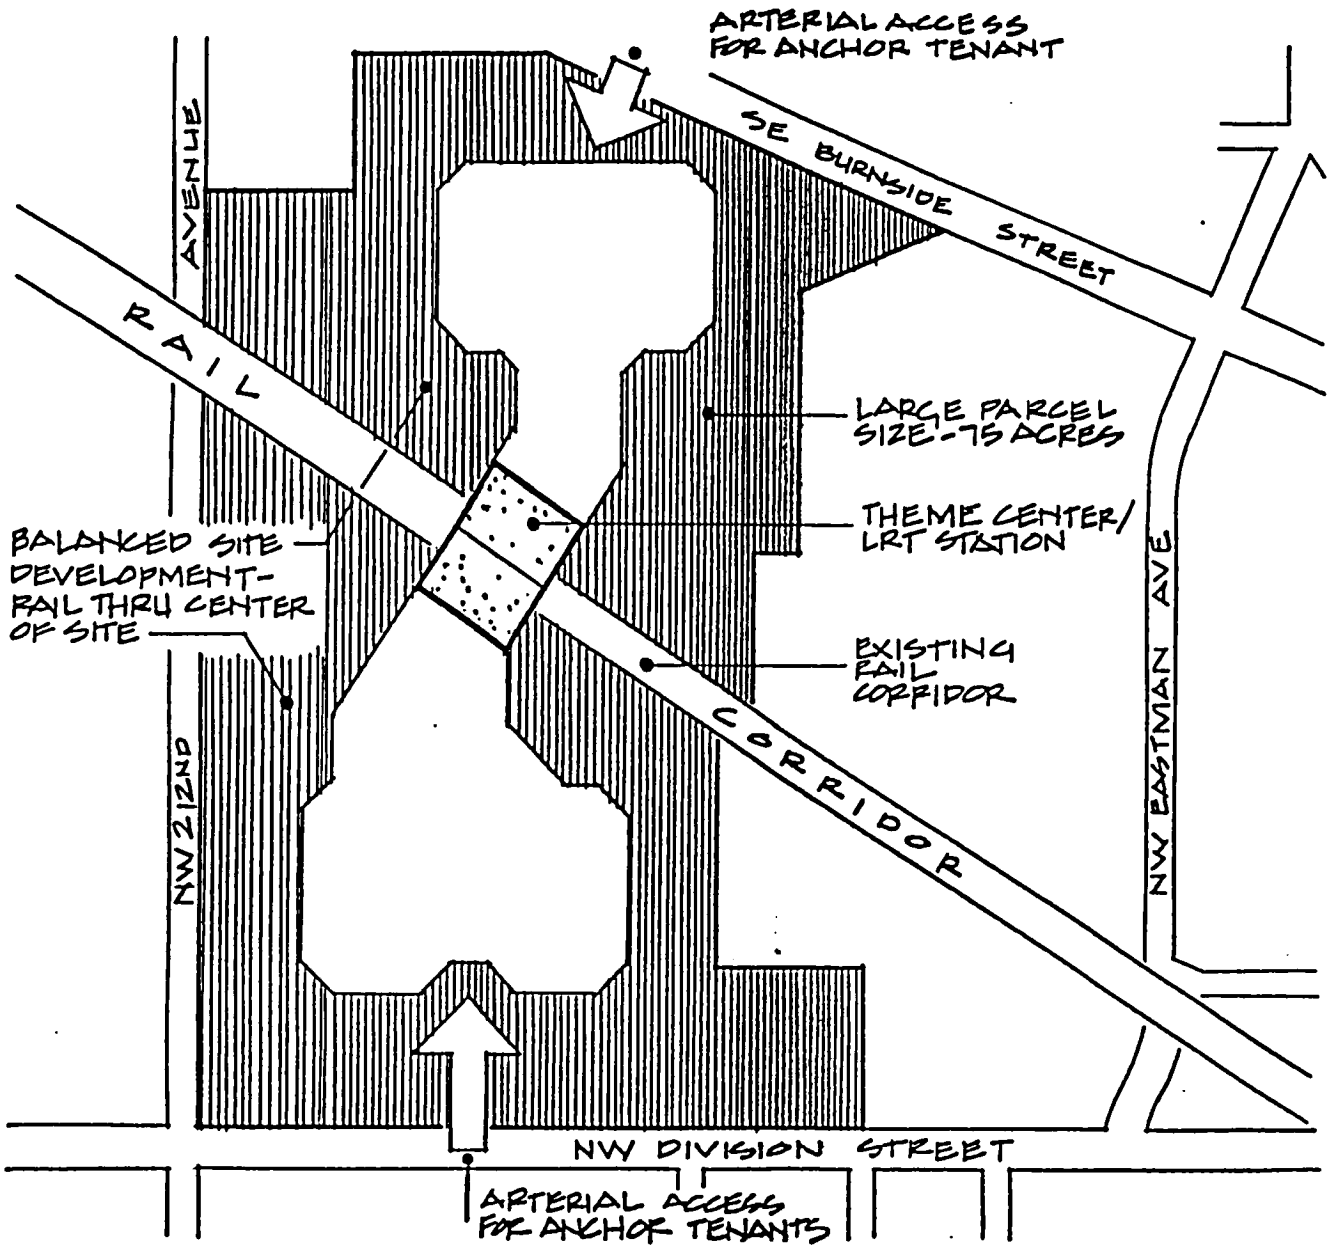 ARTERIAL ACCESS
FOR ANCHOR TENANT
SE BURNSIDE STREET
AVENUE
RAIL
LARGE PARCEL
SIZE - 75 ACRES
THEME CENTER/
LRT STATION
BALANCED SITE
DEVELOPMENT-
RAIL THRU CENTER
OF SITE
EXISTING
RAIL
CORRIDOR
CORRIDOR
NW EASTMAN AVE
NW 212ND
NW DIVISION STREET
ARTERIAL ACCESS
FOR ANCHOR TENANTS